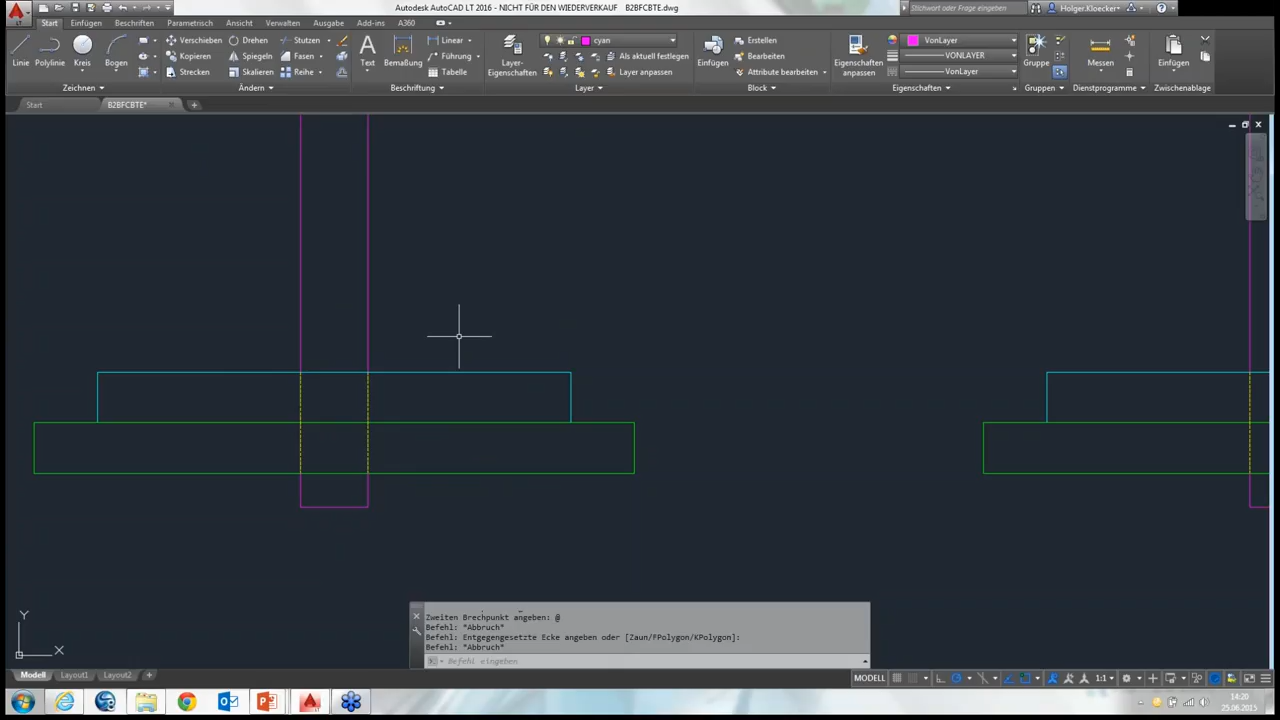 Autodesk AutoCAD LT 2016 - NICHT FÜR DEN WIEDERVERKAUF B2BFCBTE.dwg
Stichwort oder Frage eingeben
Holger.Kloecker
Start Einfügen Beschriften Parametrisch Ansicht Verwalten Ausgabe Add-ins A360
Linie Polylinie Kreis Bogen
Verschieben Drehen Stutzen
Kopieren Spiegeln Fasen
Strecken Skalieren Reihe
Text Bemaßung
Linear
Führung
Tabelle
Layer-
Eigenschaften
cyan
Als aktuell festlegen
Layer anpassen
Einfügen
Erstellen
Bearbeiten
Attribute bearbeiten
Eigenschaften
anpassen
VonLayer
VONLAYER
VonLayer
Gruppe
Messen
Einfügen
Zeichnen Ändern Beschriftung Layer Block Eigenschaften Gruppen Dienstprogramme Zwischenablage
Start B2BFCBTE*
Zweiten Brechpunkt angeben: @
Befehl: *Abbruch*
Befehl: Entgegengesetzte Ecke angeben oder [Zaun/FPolygon/KPolygon]:
Befehl: *Abbruch*
Befehl eingeben
Y
X
Modell Layout1 Layout2 +
MODELL
1:1
14:20
25.06.2015